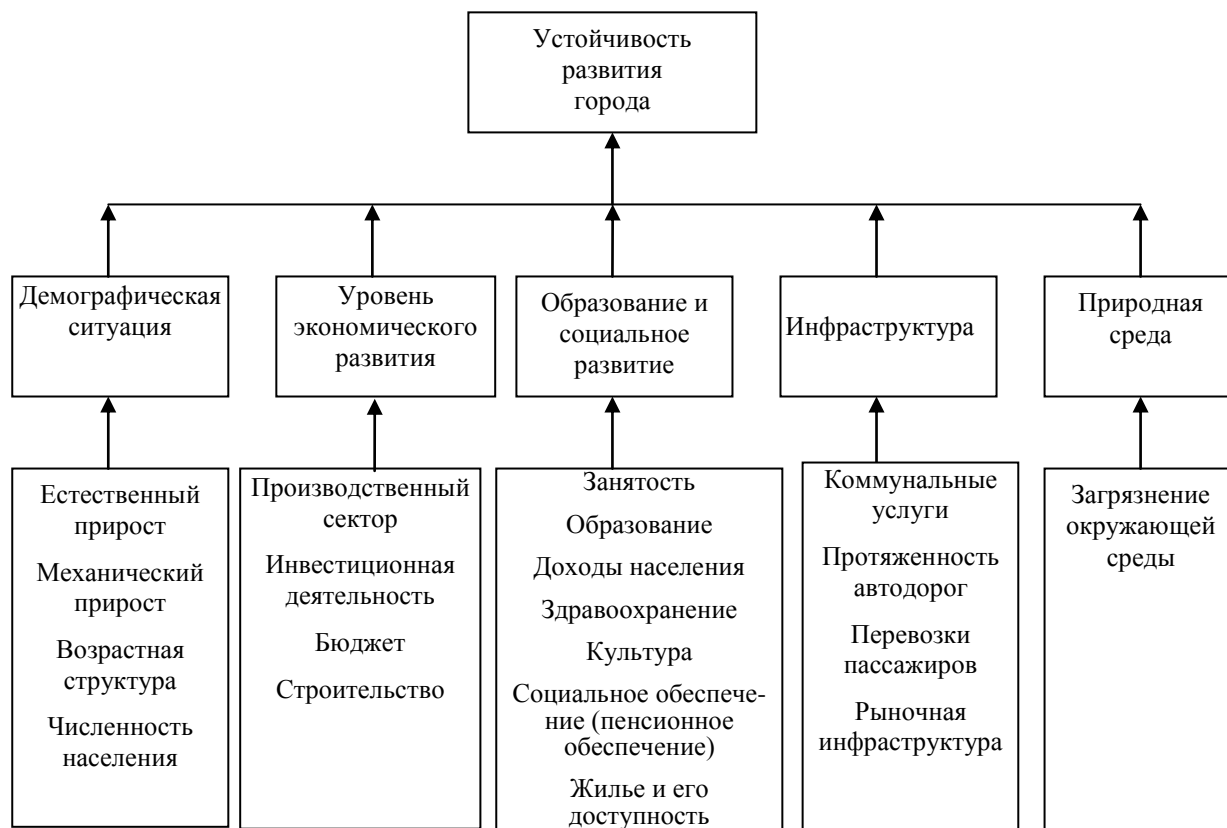 Устойчивость
развития
города
Демографическая
ситуация
Уровень
экономического
развития
Образование и
социальное
развитие
Инфраструктура
Природная
среда
Естественный
прирост
Механический
прирост
Возрастная
структура
Численность
населения
Производственный
сектор
Инвестиционная
деятельность
Бюджет
Строительство
Занятость
Образование
Доходы населения
Здравоохранение
Культура
Социальное обеспече-
ние (пенсионное
обеспечение)
Жилье и его
доступность
Коммунальные
услуги
Протяженность
автодорог
Перевозки
пассажиров
Рыночная
инфраструктура
Загрязнение
окружающей
среды